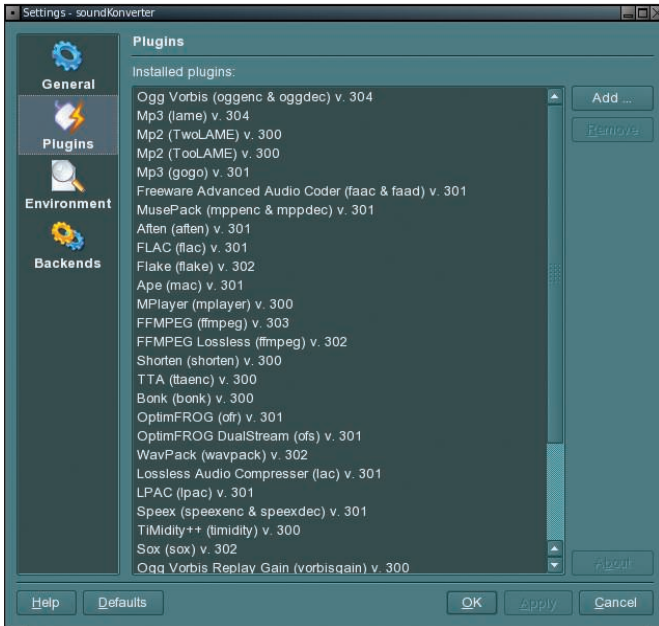 Settings - soundKonverter
General
Plugins
Environment
Backends
Plugins
Installed plugins:
Ogg Vorbis (oggenc & oggdec) v. 304
Mp3 (lame) v. 304
Mp2 (TwoLAME) v. 300
Mp2 (TooLAME) v. 300
Mp3 (gogo) v. 301
Freeware Advanced Audio Coder (faac & faad) v. 301
MusePack (mppenc & mppdec) v. 301
Aften (aften) v. 301
FLAC (flac) v. 301
Flake (flake) v. 302
Ape (mac) v. 301
MPlayer (mplayer) v. 300
FFMPEG (ffmpeg) v. 303
FFMPEG Lossless (ffmpeg) v. 302
Shorten (shorten) v. 300
TTA (ttaenc) v. 300
Bonk (bonk) v. 300
OptimFROG (ofr) v. 301
OptimFROG DualStream (ofs) v. 301
WavPack (wavpack) v. 302
Lossless Audio Compresser (lac) v. 301
LPAC (lpac) v. 301
Speex (speexenc & speexdec) v. 301
TiMidity++ (timidity) v. 300
Sox (sox) v. 302
Ogg Vorbis Replay Gain (vorbisgain) v. 300
Add ...
Remove
About
Help
Defaults
OK
Apply
Cancel